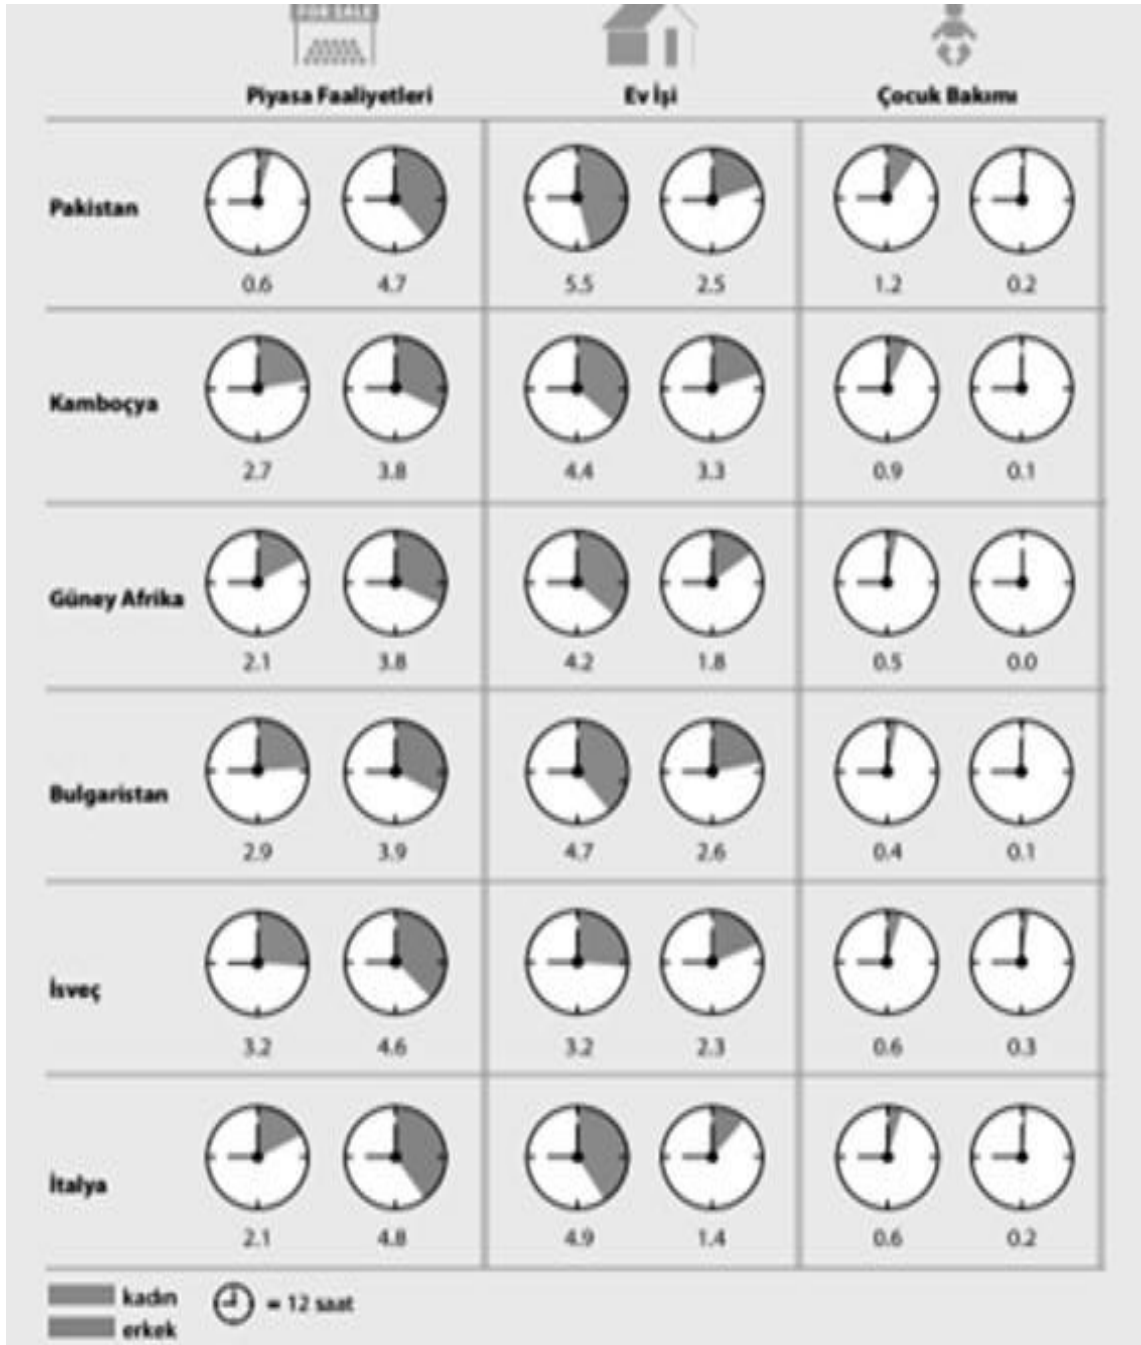 FOR SALE
Piyasa Faaliyetleri Ev İşi Çocuk Bakımı
Pakistan
0.6 4.7 5.5 2.5 1.2 0.2
Kamboçya
2.7 3.8 4.4 3.3 0.9 0.1
Güney Afrika
2.1 3.8 4.2 1.8 0.5 0.0
Bulgaristan
2.9 3.9 4.7 2.6 0.4 0.1
İsveç
3.2 4.6 3.2 2.3 0.6 0.3
İtalya
2.1 4.8 4.9 1.4 0.6 0.2
kadın = 12 saat
erkek